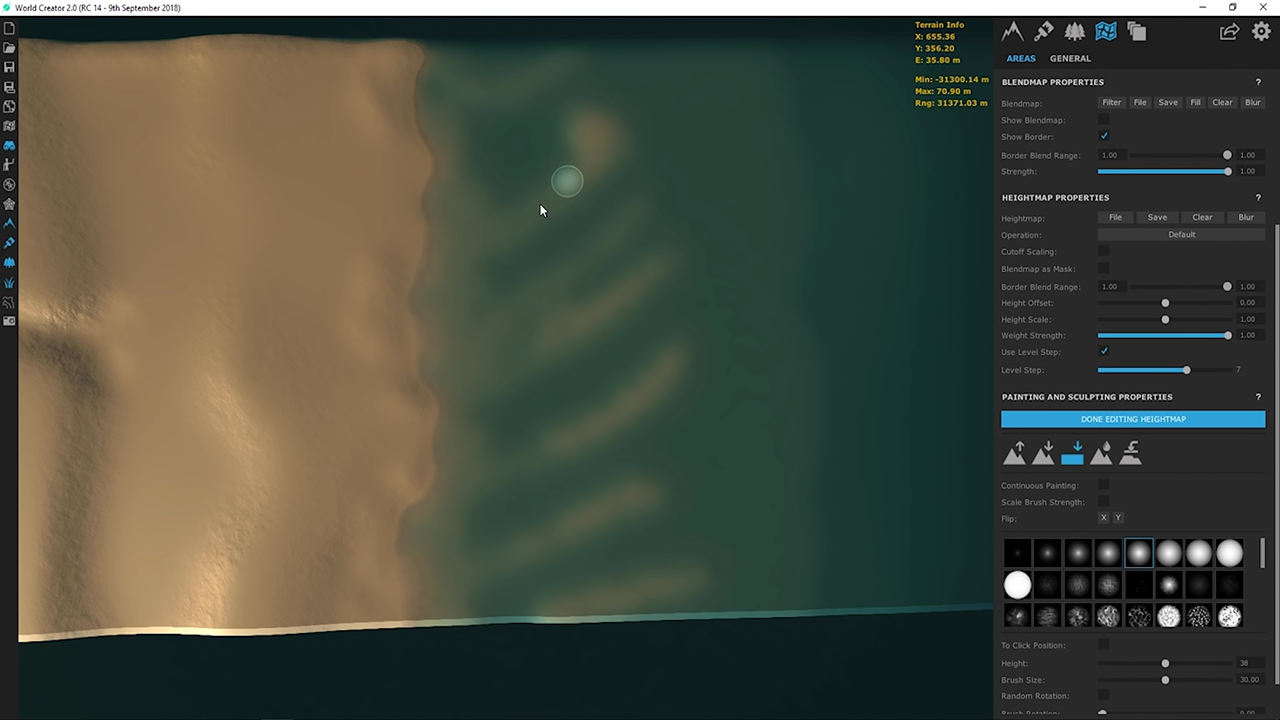 World Creator 2.0 (RC 14 - 9th September 2018)
Terrain Info
X: 655.36
Y: 356.20
E: 35.80 m
Min: -31300.14 m
Max: 70.90 m
Rng: 31371.03 m
AREAS GENERAL
BLENDMAP PROPERTIES ?
Blendmap: Filter File Save Fill Clear Blur
Show Blendmap:
Show Border:
Border Blend Range: 1.00 1.00
Strength: 1.00
HEIGHTMAP PROPERTIES ?
Heightmap: File Save Clear Blur
Operation: Default
Cutoff Scaling:
Blendmap as Mask:
Border Blend Range: 1.00 1.00
Height Offset: 0.00
Height Scale: 1.00
Weight Strength: 1.00
Use Level Step:
Level Step: 7
PAINTING AND SCULPTING PROPERTIES ?
DONE EDITING HEIGHTMAP
Continuous Painting:
Scale Brush Strength:
Flip: X Y
To Click Position:
Height: 38
Brush Size: 30.00
Random Rotation:
Brush Rotation: 0.00